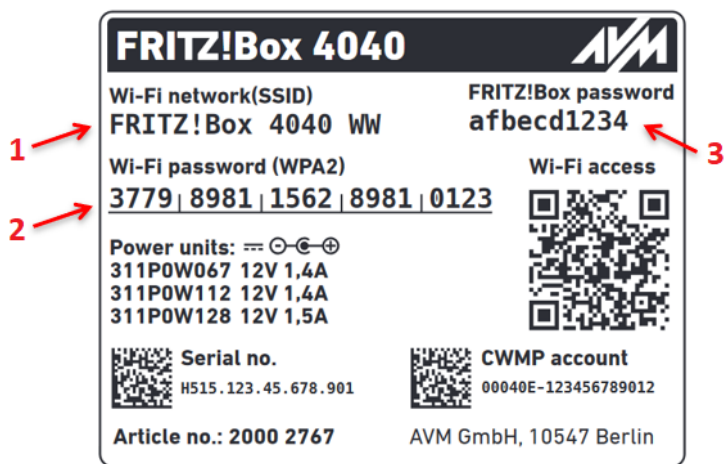 FRITZ!Box 4040 AVM
Wi-Fi network(SSID)
FRITZ!Box 4040 WW
FRITZ!Box password
afbecd1234
1
3
Wi-Fi password (WPA2)
3779 8981 1562 8981 0123
2
Wi-Fi access
Power units:
311P0W067 12V 1,4A
311P0W112 12V 1,4A
311P0W128 12V 1,5A
Serial no.
H515.123.45.678.901
CWMP account
00040E-123456789012
Article no.: 2000 2767
AVM GmbH, 10547 Berlin